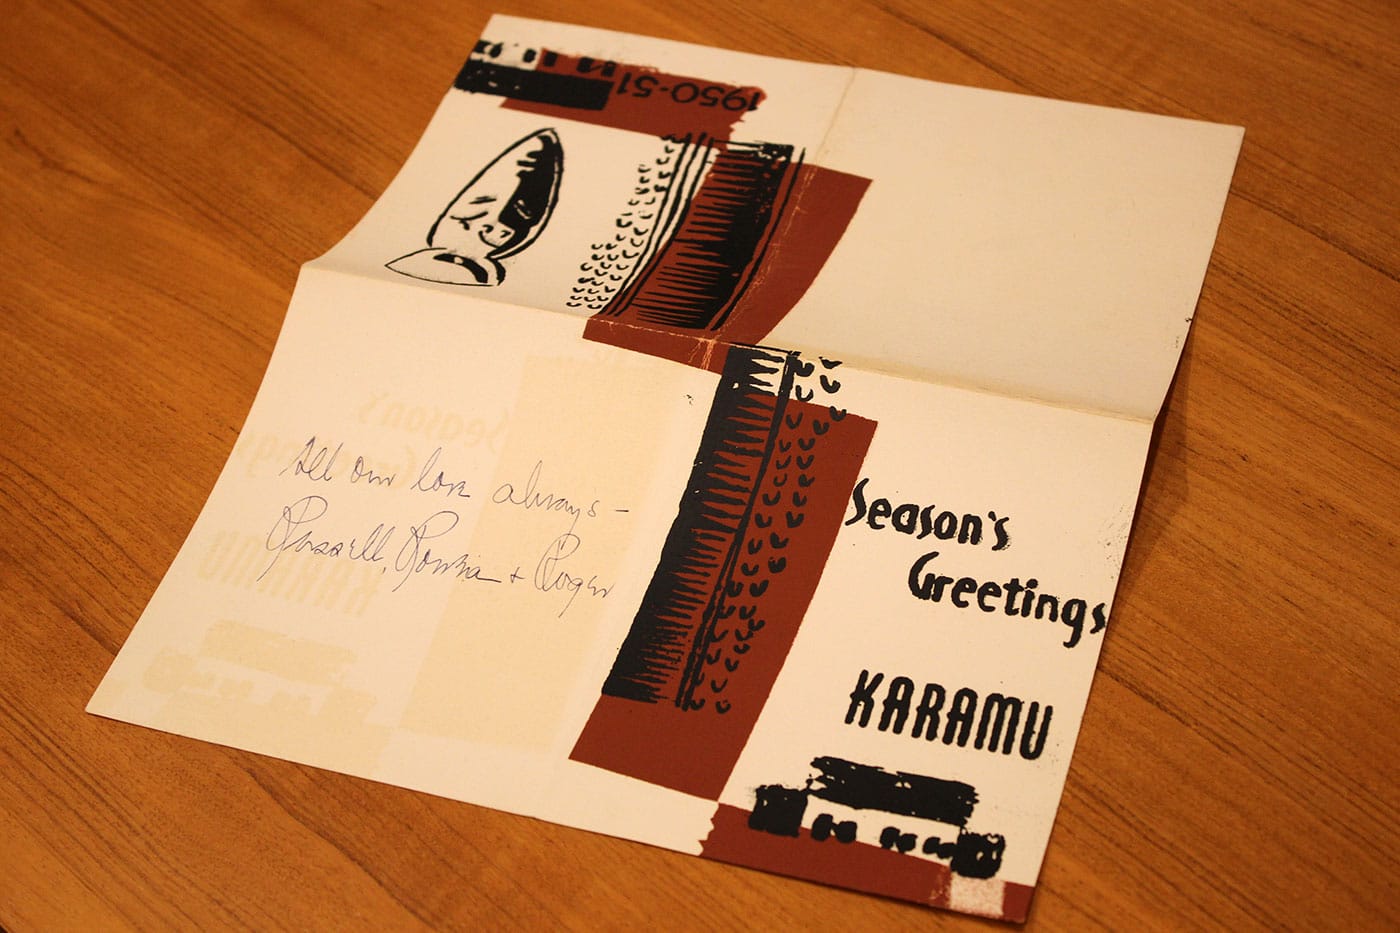 1950-51
All our love always –
Russell, Rowena + Roger
Season's
Greetings
KARAMU